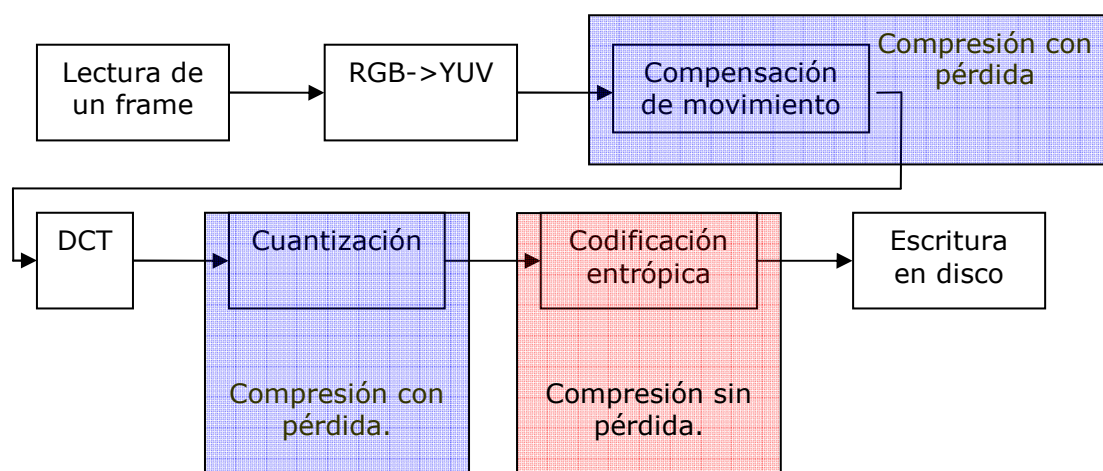 Lectura de
un frame
RGB->YUV
Compensación
de movimiento
Compresión con
pérdida
DCT
Cuantización
Codificación
entrópica
Escritura
en disco
Compresión con
pérdida.
Compresión sin
pérdida.